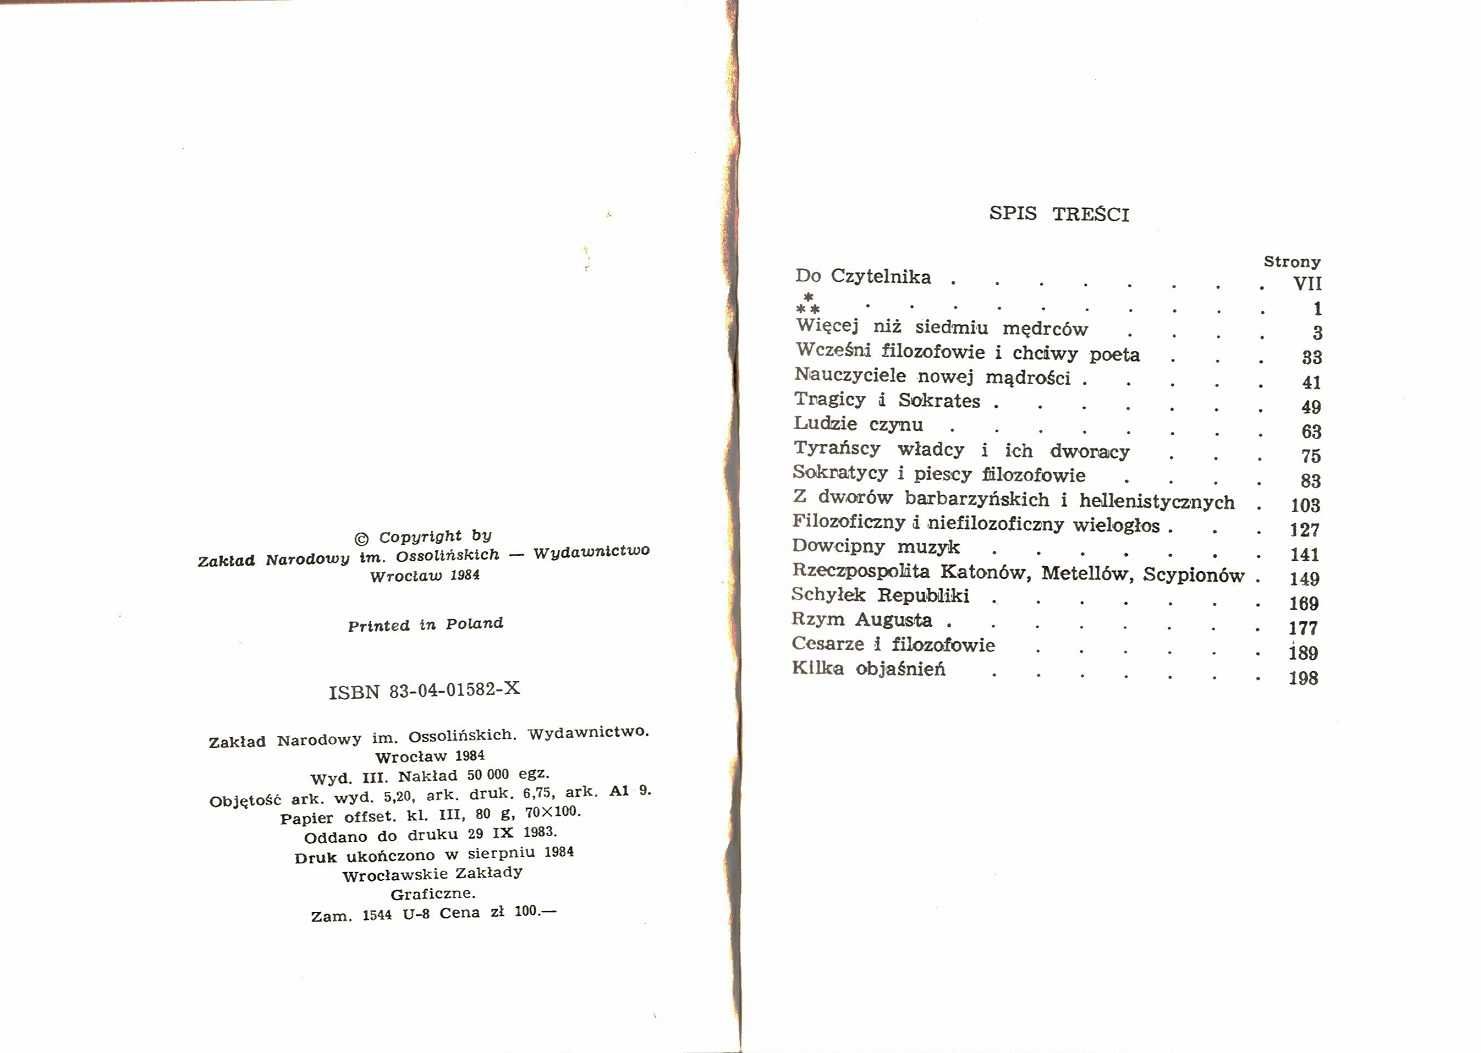 © Copyright by
Zakład Narodowy im. Ossolińskich — Wydawnictwo
Wrocław 1984
Printed in Poland
ISBN 83-04-01582-X
Zakład Narodowy im. Ossolińskich. Wydawnictwo.
Wrocław 1984
Wyd. III. Nakład 50 000 egz.
Objętość ark. wyd. 5,20, ark. druk. 6,75, ark. A1 9.
Papier offset. kl. III, 80 g, 70×100.
Oddano do druku 29 IX 1983.
Druk ukończono w sierpniu 1984
Wrocławskie Zakłady
Graficzne.
Zam. 1544 U-8 Cena zł 100.—
SPIS TREŚCI
Strony
Do Czytelnika . . . . . . . . VII
*** . . . . . . . . . . 1
Więcej niż siedmiu mędrców . . . . 3
Wcześni filozofowie i chciwy poeta . . . 33
Nauczyciele nowej mądrości . . . . . 41
Tragicy i Sokrates . . . . . . . 49
Ludzie czynu . . . . . . . . 63
Tyrańscy władcy i ich dworacy . . . 75
Sokratycy i piescy filozofowie . . . . 83
Z dworów barbarzyńskich i hellenistycznych . 103
Filozoficzny i niefilozoficzny wielogłos . . . 127
Dowcipny muzyk . . . . . . . 141
Rzeczpospolita Katonów, Metellów, Scypionów . 149
Schyłek Republiki . . . . . . . 169
Rzym Augusta . . . . . . . . 177
Cesarze i filozofowie . . . . . . 189
Kilka objaśnień . . . . . . . 198